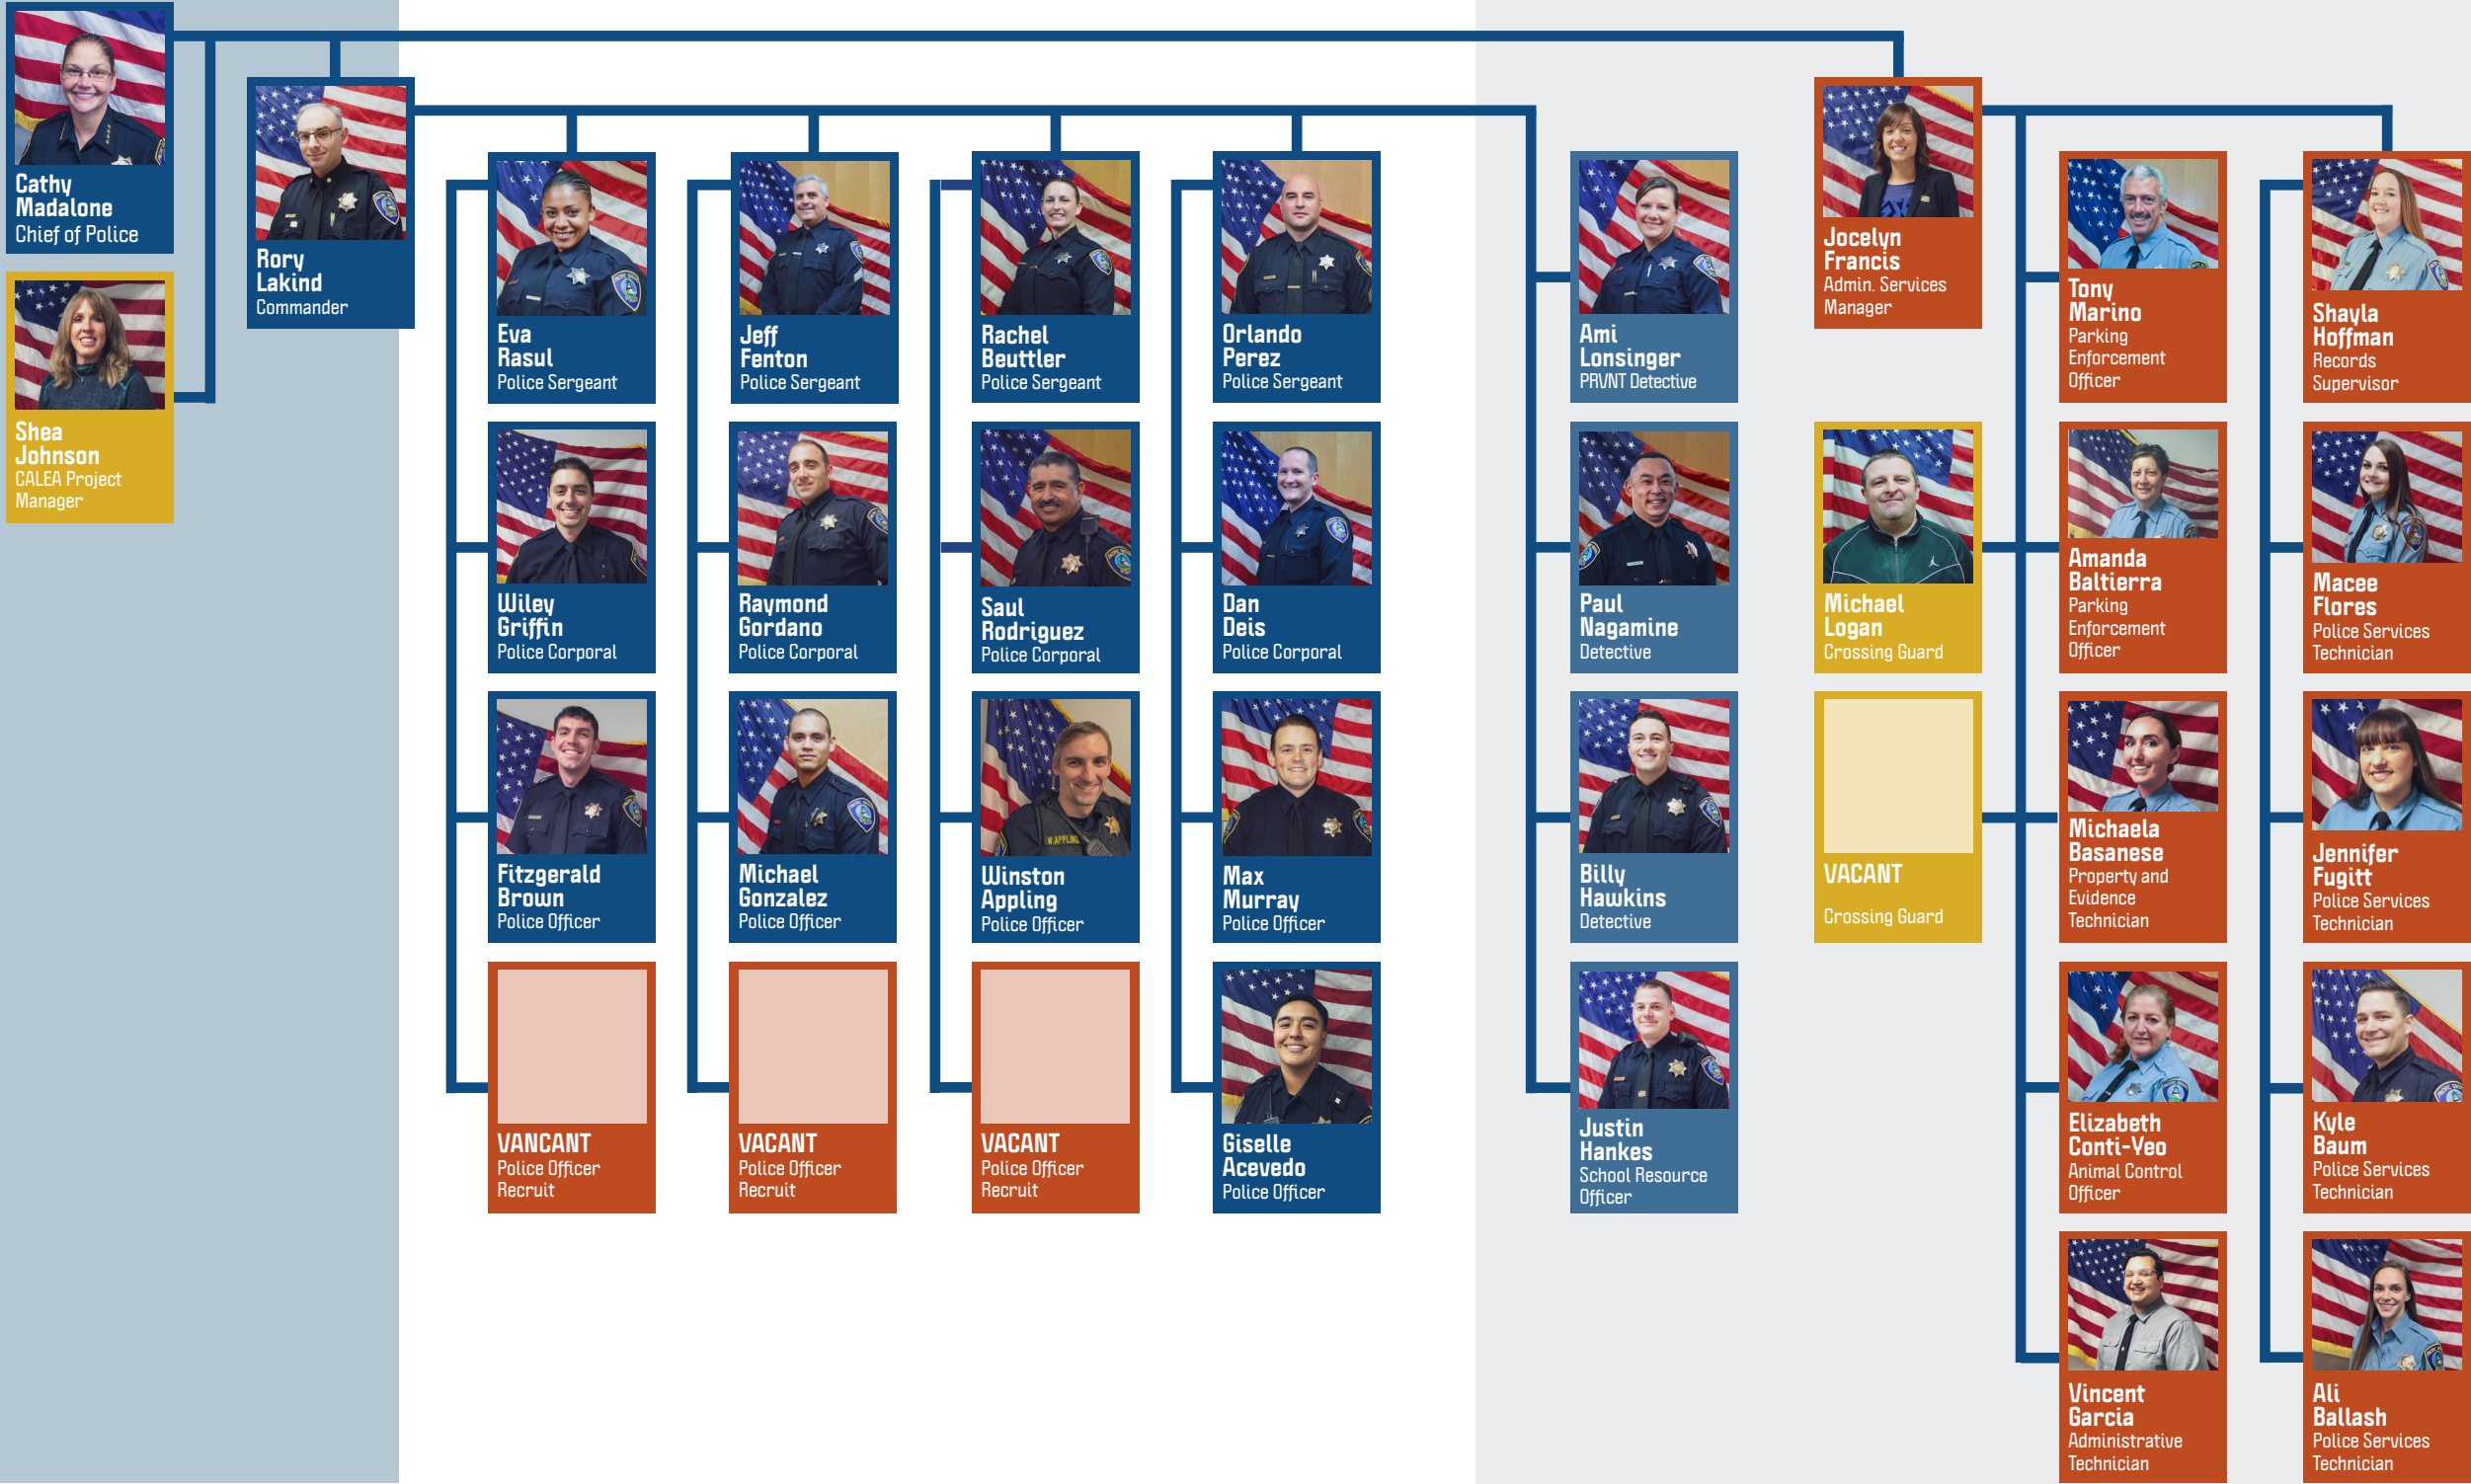 Cathy
Madalone
Chief of Police
Shea
Johnson
CALEA Project
Manager
Rory
Lakind
Commander
Eva
Rasul
Police Sergeant
Wiley
Griffin
Police Corporal
Fitzgerald
Brown
Police Officer
VANCANT
Police Officer
Recruit
Jeff
Fenton
Police Sergeant
Raymond
Gordano
Police Corporal
Michael
Gonzalez
Police Officer
VACANT
Police Officer
Recruit
Rachel
Beuttler
Police Sergeant
Saul
Rodriguez
Police Corporal
W.APPLING
Winston
Appling
Police Officer
VACANT
Police Officer
Recruit
Orlando
Perez
Police Sergeant
Dan
Deis
Police Corporal
Max
Murray
Police Officer
Giselle
Acevedo
Police Officer
Ami
Lonsinger
PRVNT Detective
Paul
Nagamine
Detective
Billy
Hawkins
Detective
Justin
Hankes
School Resource
Officer
Jocelyn
Francis
Admin. Services
Manager
Michael
Logan
Crossing Guard
VACANT
Crossing Guard
Tony
Marino
Parking
Enforcement
Officer
Amanda
Baltierra
Parking
Enforcement
Officer
Michaela
Basanese
Property and
Evidence
Technician
Elizabeth
Conti-Yeo
Animal Control
Officer
Vincent
Garcia
Administrative
Technician
Shayla
Hoffman
Records
Supervisor
Macee
Flores
Police Services
Technician
Jennifer
Fugitt
Police Services
Technician
Kyle
Baum
Police Services
Technician
Ali
Ballash
Police Services
Technician